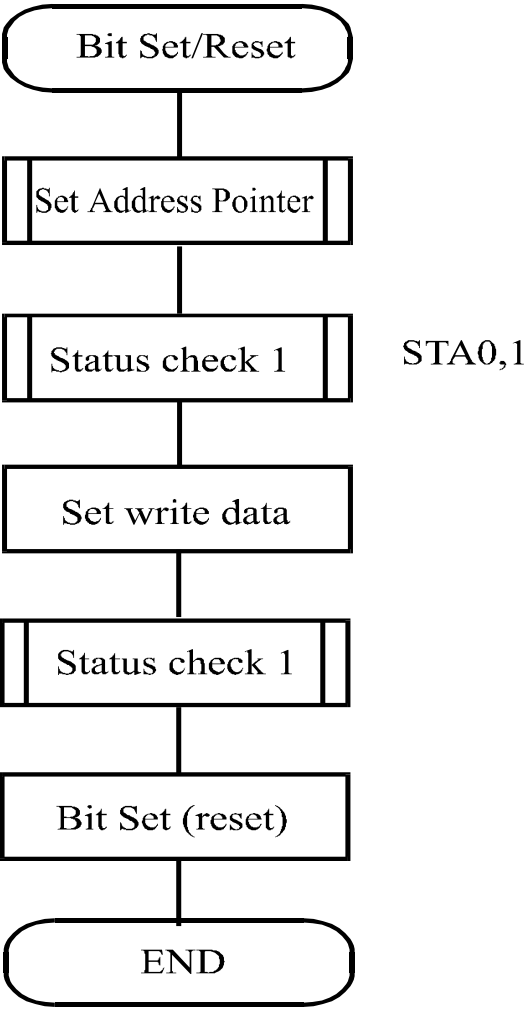 Bit Set/Reset
Set Address Pointer
Status check 1
STA0,1
Set write data
Status check 1
Bit Set (reset)
END